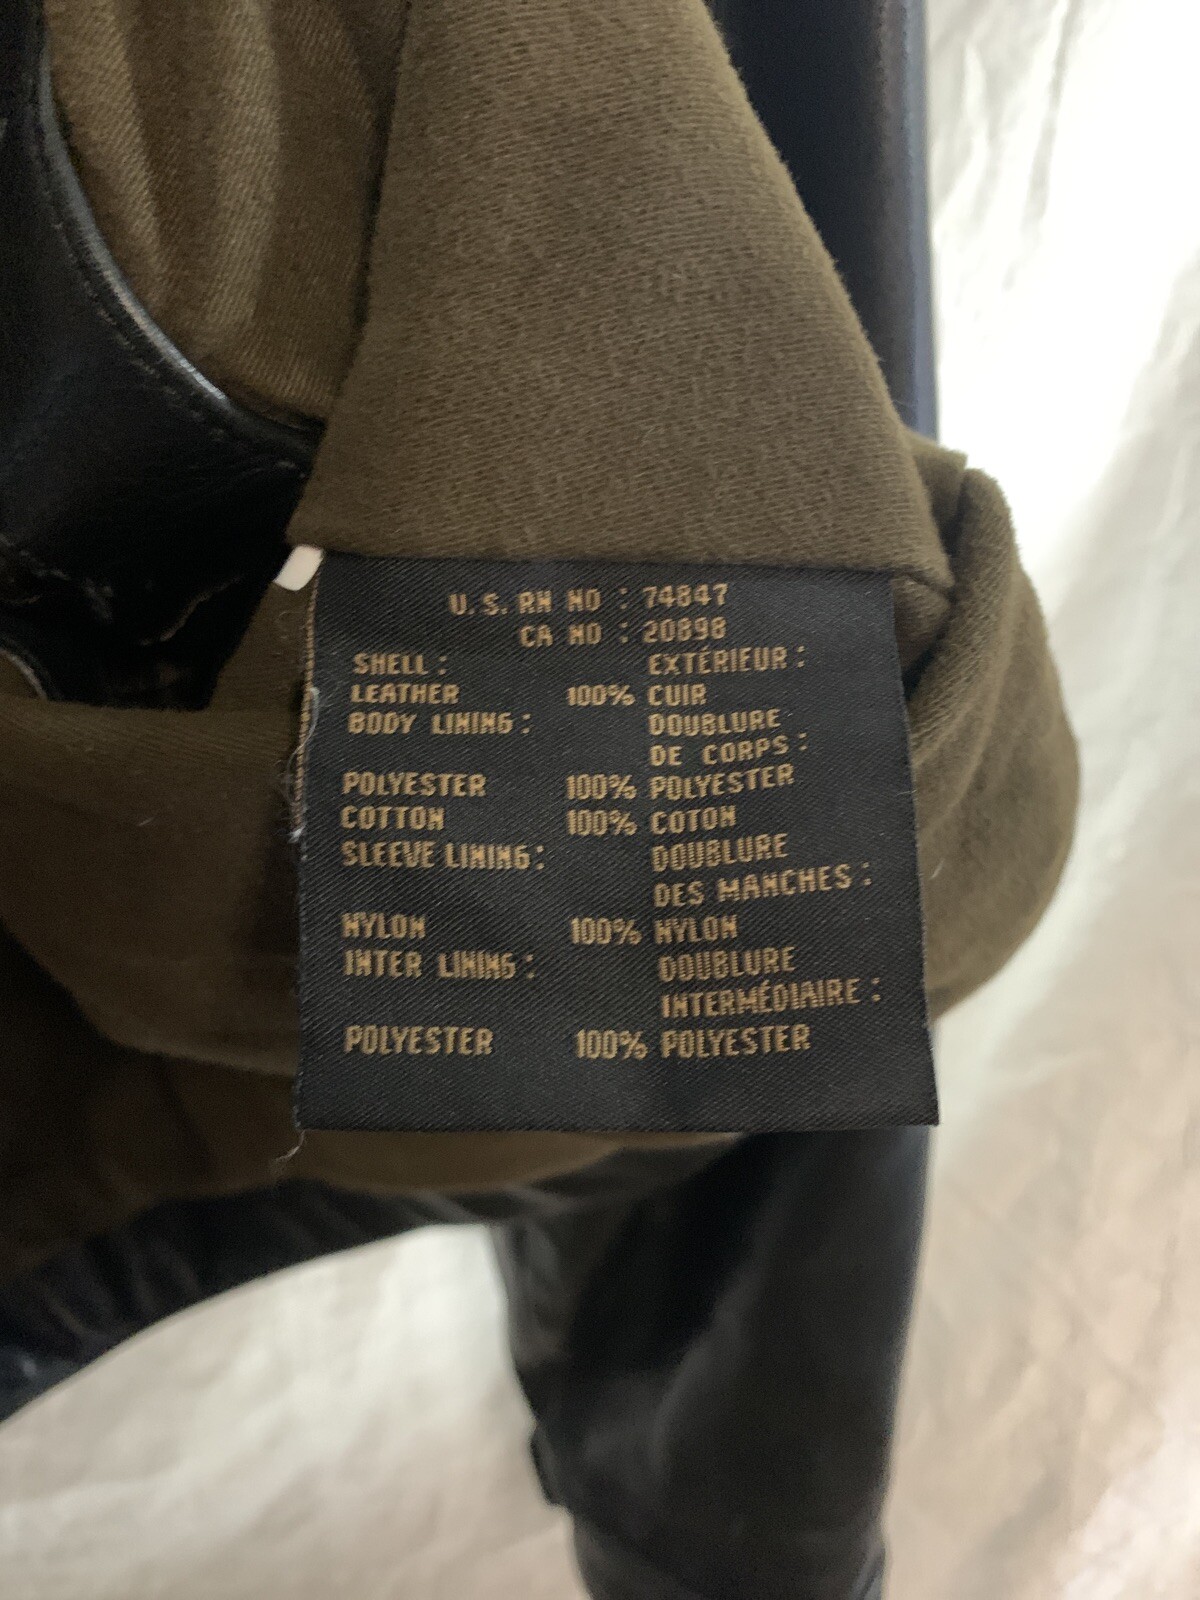 U.S. RN NO : 74847
CA NO : 20898
SHELL : EXTÉRIEUR :
LEATHER 100% CUIR
BODY LINING : DOUBLURE
DE CORPS :
POLYESTER 100% POLYESTER
COTTON 100% COTON
SLEEVE LINING : DOUBLURE
DES MANCHES :
NYLON 100% NYLON
INTER LINING : DOUBLURE
INTERMÉDIAIRE :
POLYESTER 100% POLYESTER